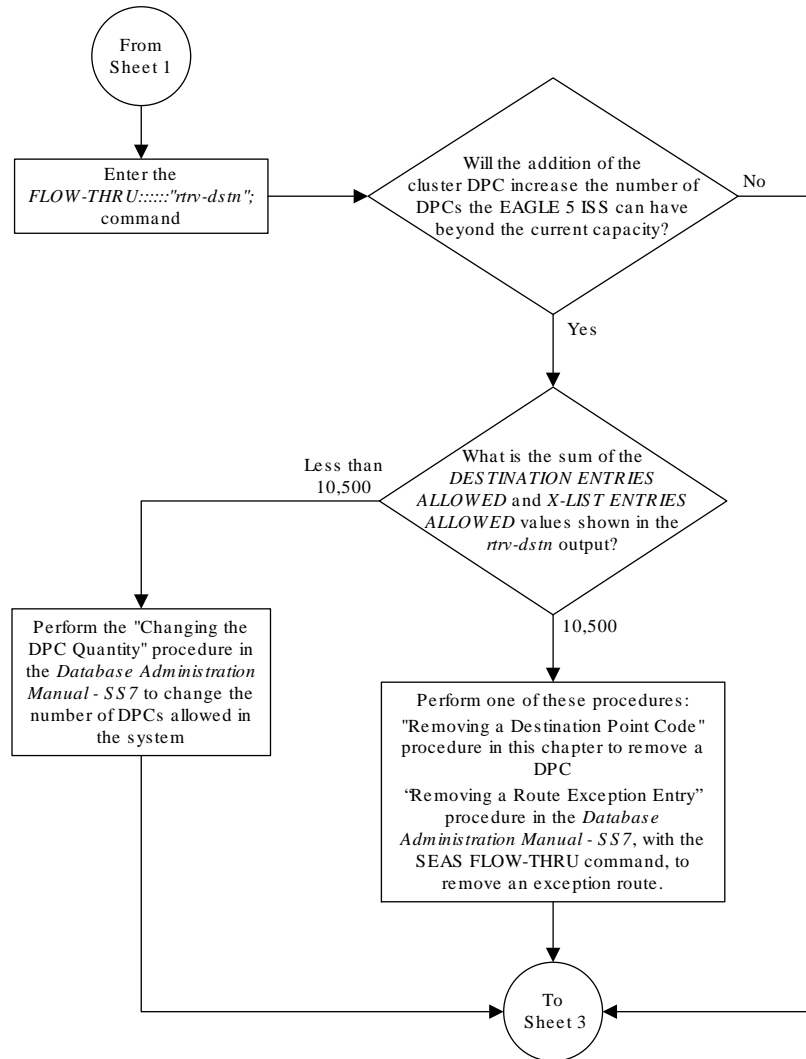 From
Sheet 1
Enter the
FLOW-THRU::::::"rtrv-dstn";
command
Will the addition of the
cluster DPC increase the number of
DPCs the EAGLE 5 ISS can have
beyond the current capacity?
No
Yes
What is the sum of the
DESTINATION ENTRIES
ALLOWED and X-LIST ENTRIES
ALLOWED values shown in the
rtrv-dstn output?
Less than
10,500
10,500
Perform the "Changing the
DPC Quantity" procedure in
the Database Administration
Manual - SS7 to change the
number of DPCs allowed in
the system
Perform one of these procedures:
"Removing a Destination Point Code"
procedure in this chapter to remove a
DPC
“Removing a Route Exception Entry”
procedure in the Database
Administration Manual - SS7, with the
SEAS FLOW-THRU command, to
remove an exception route.
To
Sheet 3